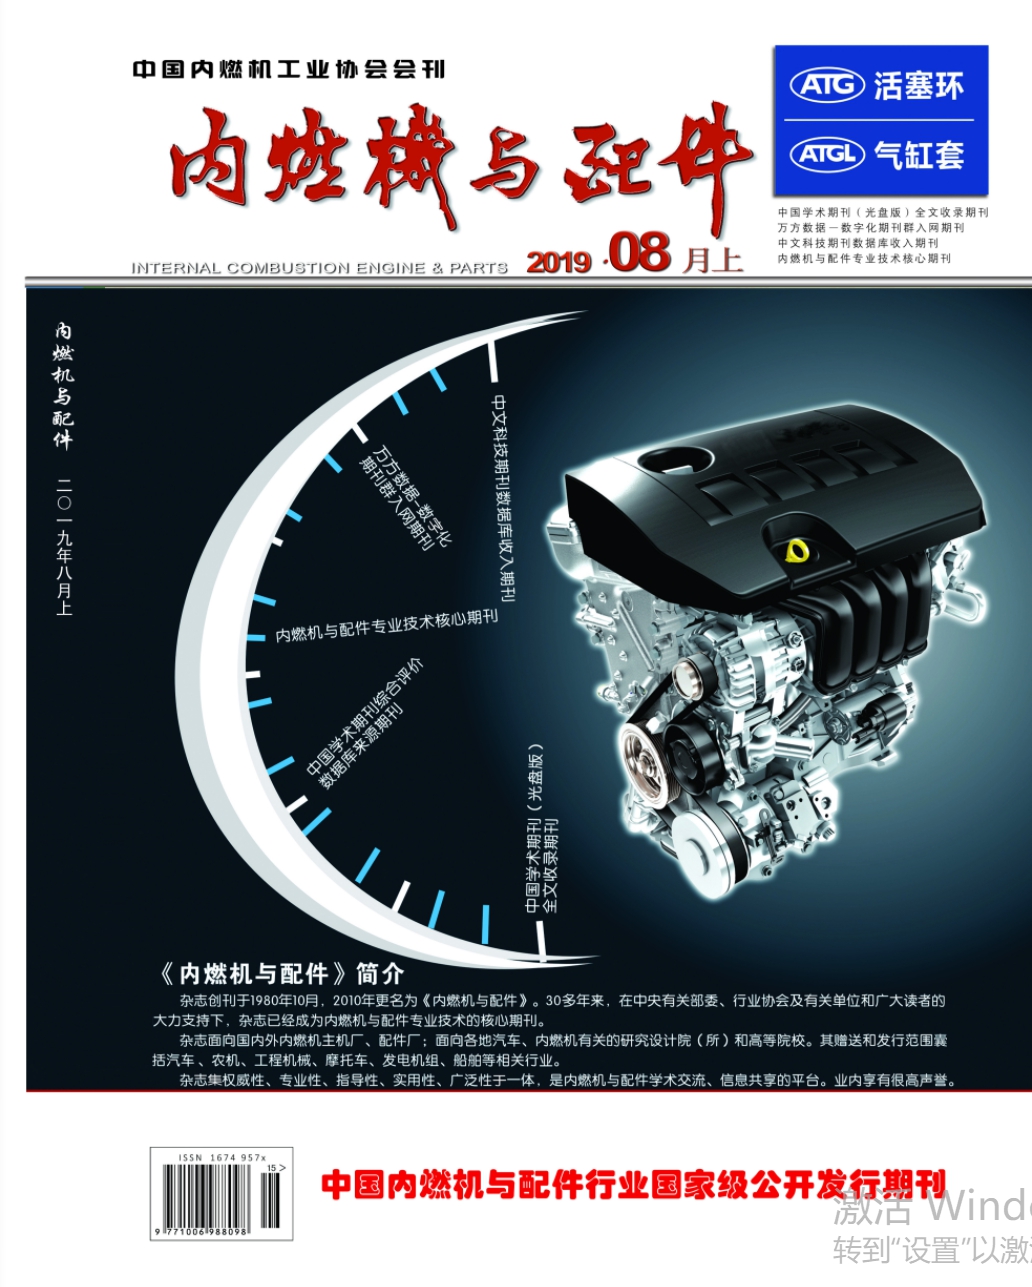 中国内燃机工业协会会刊
内燃機与配件
INTERNAL COMBUSTION ENGINE & PARTS
2019·08月上
ATG 活塞环
ATGL 气缸套
中国学术期刊（光盘版）全文收录期刊
万方数据－数字化期刊群入网期刊
中文科技期刊数据库收入期刊
内燃机与配件专业技术核心期刊
内燃机与配件 二〇一九年八月上
中文科技期刊数据库收入期刊
万方数据-数字化
期刊群入网期刊
内燃机与配件专业技术核心期刊
中国学术期刊综合评价
数据库来源期刊
中国学术期刊（光盘版）
全文收录期刊
《内燃机与配件》简介
杂志创刊于1980年10月，2010年更名为《内燃机与配件》。30多年来，在中央有关部委、行业协会及有关单位和广大读者的
大力支持下，杂志已经成为内燃机与配件专业技术的核心期刊。
杂志面向国内外内燃机主机厂、配件厂；面向各地汽车、内燃机有关的研究设计院（所）和高等院校。其赠送和发行范围囊
括汽车、农机、工程机械、摩托车、发电机组、船舶等相关行业。
杂志集权威性、专业性、指导性、实用性、广泛性于一体，是内燃机与配件学术交流、信息共享的平台。业内享有很高声誉。
ISSN 1674 957x
15 >
9 771006 988098
中国内燃机与配件行业国家级公开发行期刊
激活 Wind
转到“设置”以激